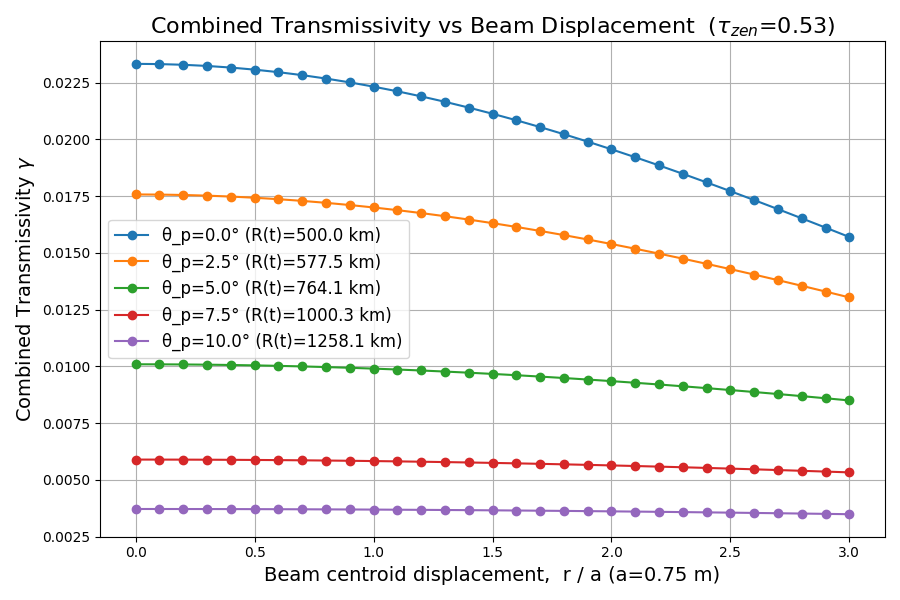 Combined Transmissivity vs Beam Displacement (τ_zen=0.53)
Combined Transmissivity γ
0.0225
0.0200
0.0175
0.0150
0.0125
0.0100
0.0075
0.0050
0.0025
θ_p=0.0° (R(t)=500.0 km)
θ_p=2.5° (R(t)=577.5 km)
θ_p=5.0° (R(t)=764.1 km)
θ_p=7.5° (R(t)=1000.3 km)
θ_p=10.0° (R(t)=1258.1 km)
0.0 0.5 1.0 1.5 2.0 2.5 3.0
Beam centroid displacement, r / a (a=0.75 m)